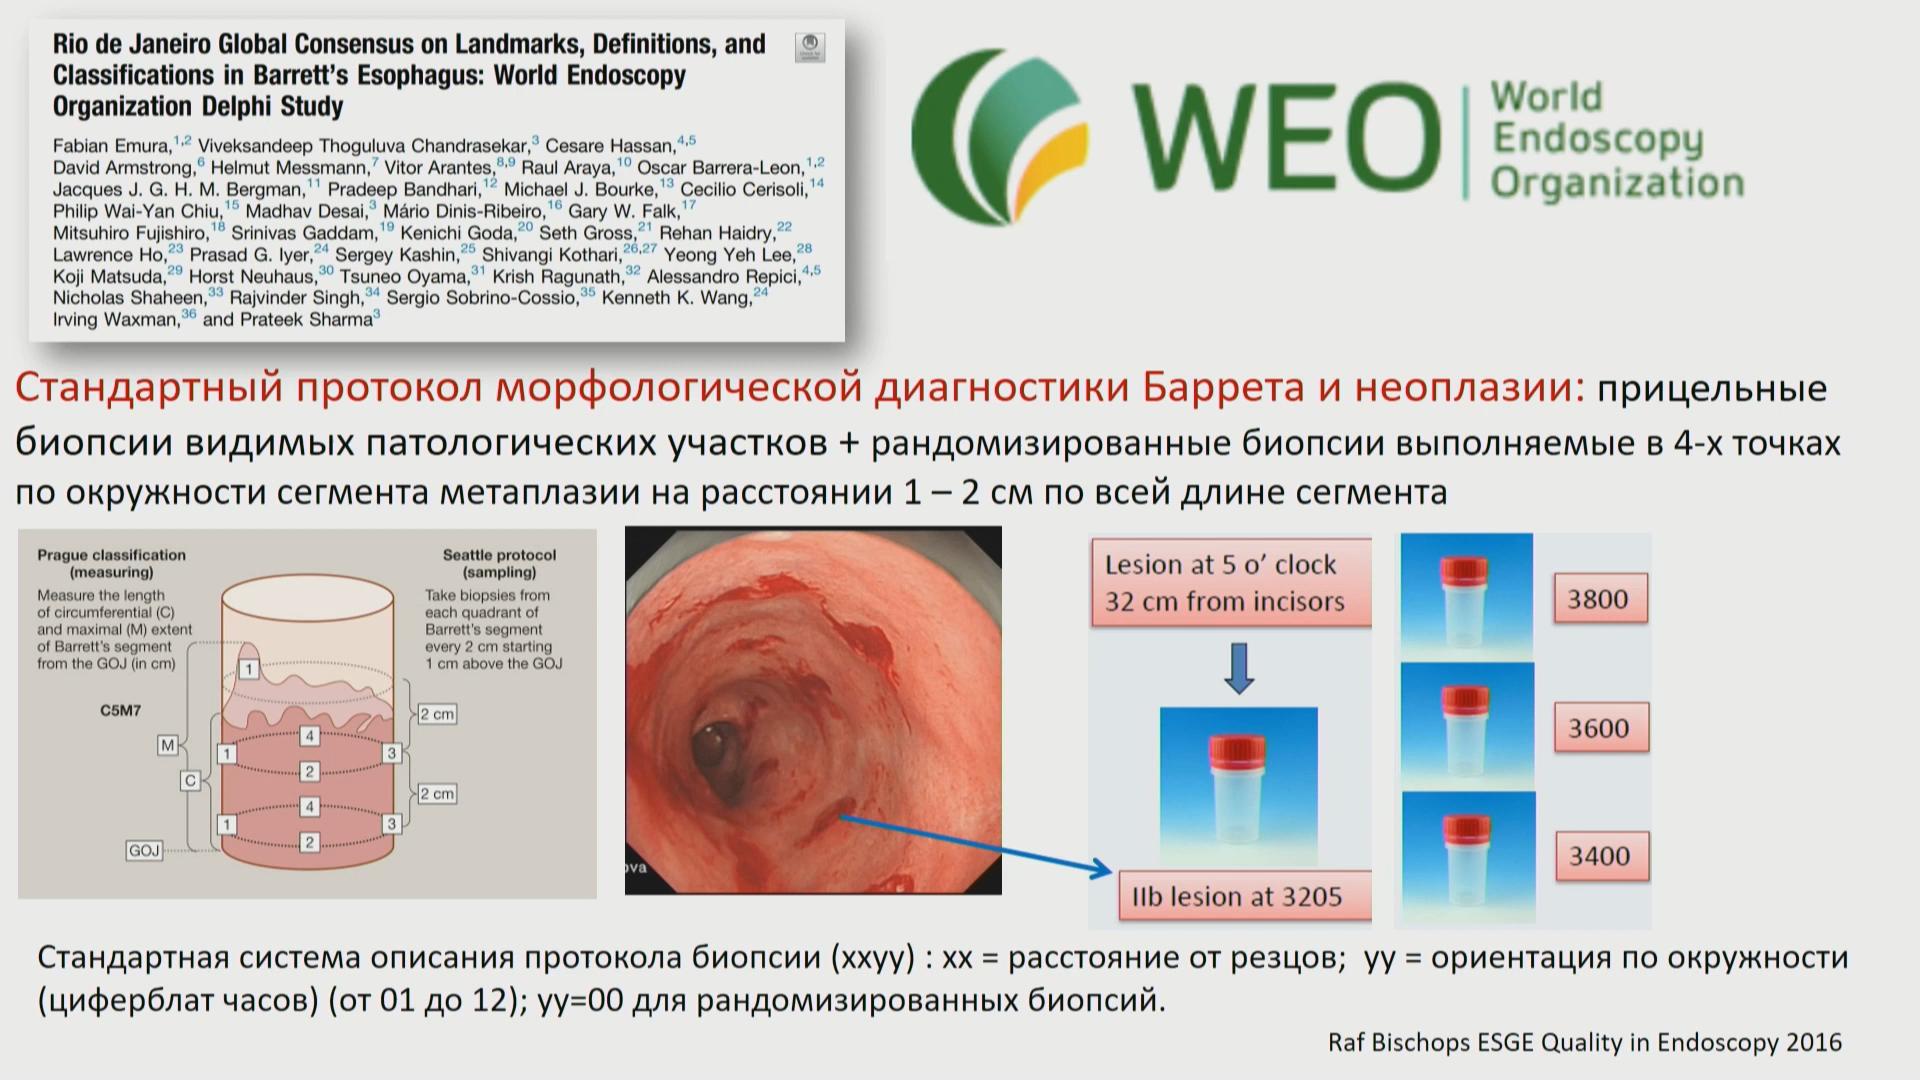 Rio de Janeiro Global Consensus on Landmarks, Definitions, and
Classifications in Barrett's Esophagus: World Endoscopy
Organization Delphi Study
Fabian Emura,1,2 Viveksandeep Thoguluva Chandrasekar,3 Cesare Hassan,4,5
David Armstrong,6 Helmut Messmann,7 Vitor Arantes,8,9 Raul Araya,10 Oscar Barrera-Leon,1,2
Jacques J. G. H. M. Bergman,11 Pradeep Bandhari,12 Michael J. Bourke,13 Cecilio Cerisoli,14
Philip Wai-Yan Chiu,15 Madhav Desai,3 Mário Dinis-Ribeiro,16 Gary W. Falk,17
Mitsuhiro Fujishiro,18 Srinivas Gaddam,19 Kenichi Goda,20 Seth Gross,21 Rehan Haidry,22
Lawrence Ho,23 Prasad G. Iyer,24 Sergey Kashin,25 Shivangi Kothari,26,27 Yeong Yeh Lee,28
Koji Matsuda,29 Horst Neuhaus,30 Tsuneo Oyama,31 Krish Ragunath,32 Alessandro Repici,4,5
Nicholas Shaheen,33 Rajvinder Singh,34 Sergio Sobrino-Cossio,35 Kenneth K. Wang,24
Irving Waxman,36 and Prateek Sharma3
WEO
World
Endoscopy
Organization
Стандартный протокол морфологической диагностики Баррета и неоплазии: прицельные
биопсии видимых патологических участков + рандомизированные биопсии выполняемые в 4-х точках
по окружности сегмента метаплазии на расстоянии 1 – 2 см по всей длине сегмента
Prague classification
(measuring)
Measure the length
of circumferential (C)
and maximal (M) extent
of Barrett's segment
from the GOJ (in cm)
C5M7
M
C
GOJ
1
4
1
3
2
4
1
3
2
Seattle protocol
(sampling)
Take biopsies from
each quadrant of
Barrett's segment
every 2 cm starting
1 cm above the GOJ
2 cm
2 cm
ova
Lesion at 5 o' clock
32 cm from incisors
IIb lesion at 3205
3800
3600
3400
Стандартная система описания протокола биопсии (xxyy) : xx = расстояние от резцов; yy = ориентация по окружности
(циферблат часов) (от 01 до 12); yy=00 для рандомизированных биопсий.
Raf Bischops ESGE Quality in Endoscopy 2016